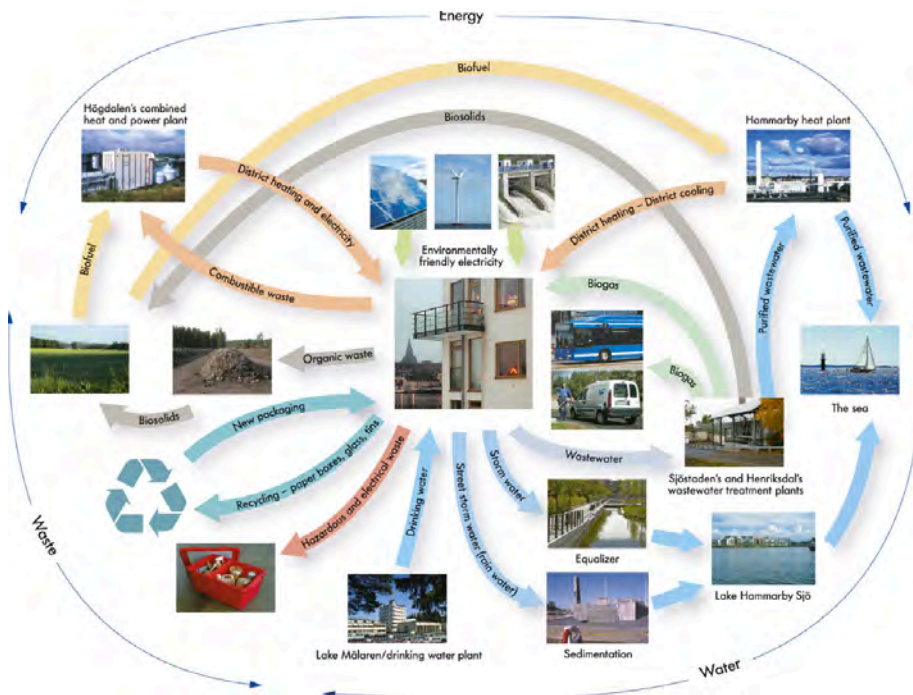 Energy
Biofuel
Högdalen's combined
heat and power plant
Biosolids
Hammarby heat plant
District heating and electricity
District heating – District cooling
Environmentally
friendly electricity
Biofuel
Combustible waste
Biogas
Purified wastewater
Purified wastewater
Organic waste
Biogas
Biosolids
New packaging
The sea
Wastewater
Sjöstaden's and Henriksdal's
wastewater treatment plants
Recycling – paper boxes, glass, tins
Hazardous and electrical waste
Drinking water
Storm water
Street storm water (rain water)
Waste
Equalizer
Lake Hammarby Sjö
Lake Mälaren/drinking water plant
Sedimentation
Water